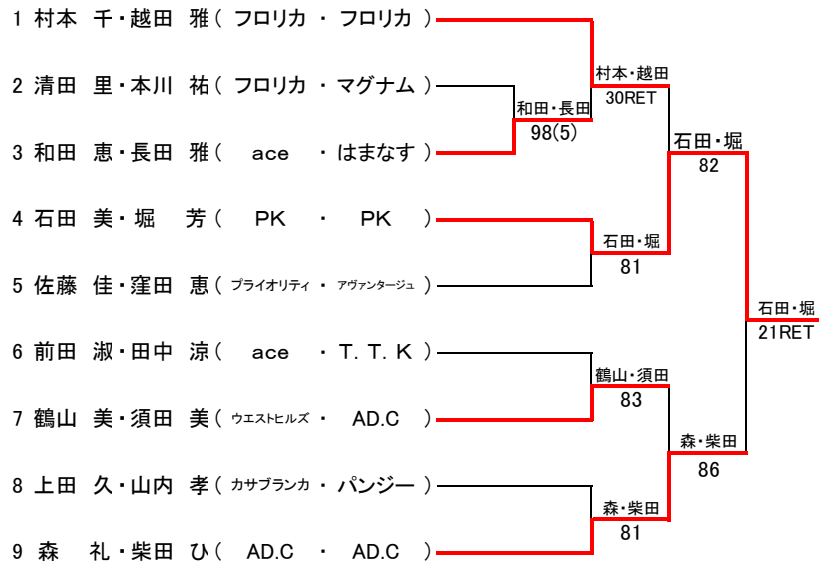 1 村本 千・越田 雅( フロリカ ・ フロリカ )
村本・越田
30RET
2 清田 里・本川 祐( フロリカ ・ マグナム )
和田・長田
98(5)
3 和田 恵・長田 雅( ace ・ はまなす )
石田・堀
82
4 石田 美・堀 芳( PK ・ PK )
石田・堀
81
5 佐藤 佳・窪田 恵( プライオリティ ・ アヴァンタージュ )
石田・堀
21RET
6 前田 淑・田中 涼( ace ・ T.T.K )
鶴山・須田
83
7 鶴山 美・須田 美( ウエストヒルズ ・ AD.C )
森・柴田
86
8 上田 久・山内 孝( カサブランカ ・ パンジー )
森・柴田
81
9 森 礼・柴田 ひ( AD.C ・ AD.C )